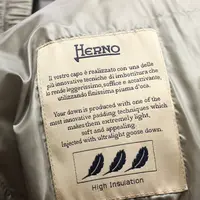 HERNO
Il vostro capo è realizzato con una delle
più innovative tecniche di imbottitura che
lo rende leggerissimo, soffice e accattivante,
utilizzando finissima piuma d'oca.
Your down is produced with one of the
most innovative padding techniques which
makes them extremely light,
soft and appealing.
Injected with ultralight goose down.
High Insulation